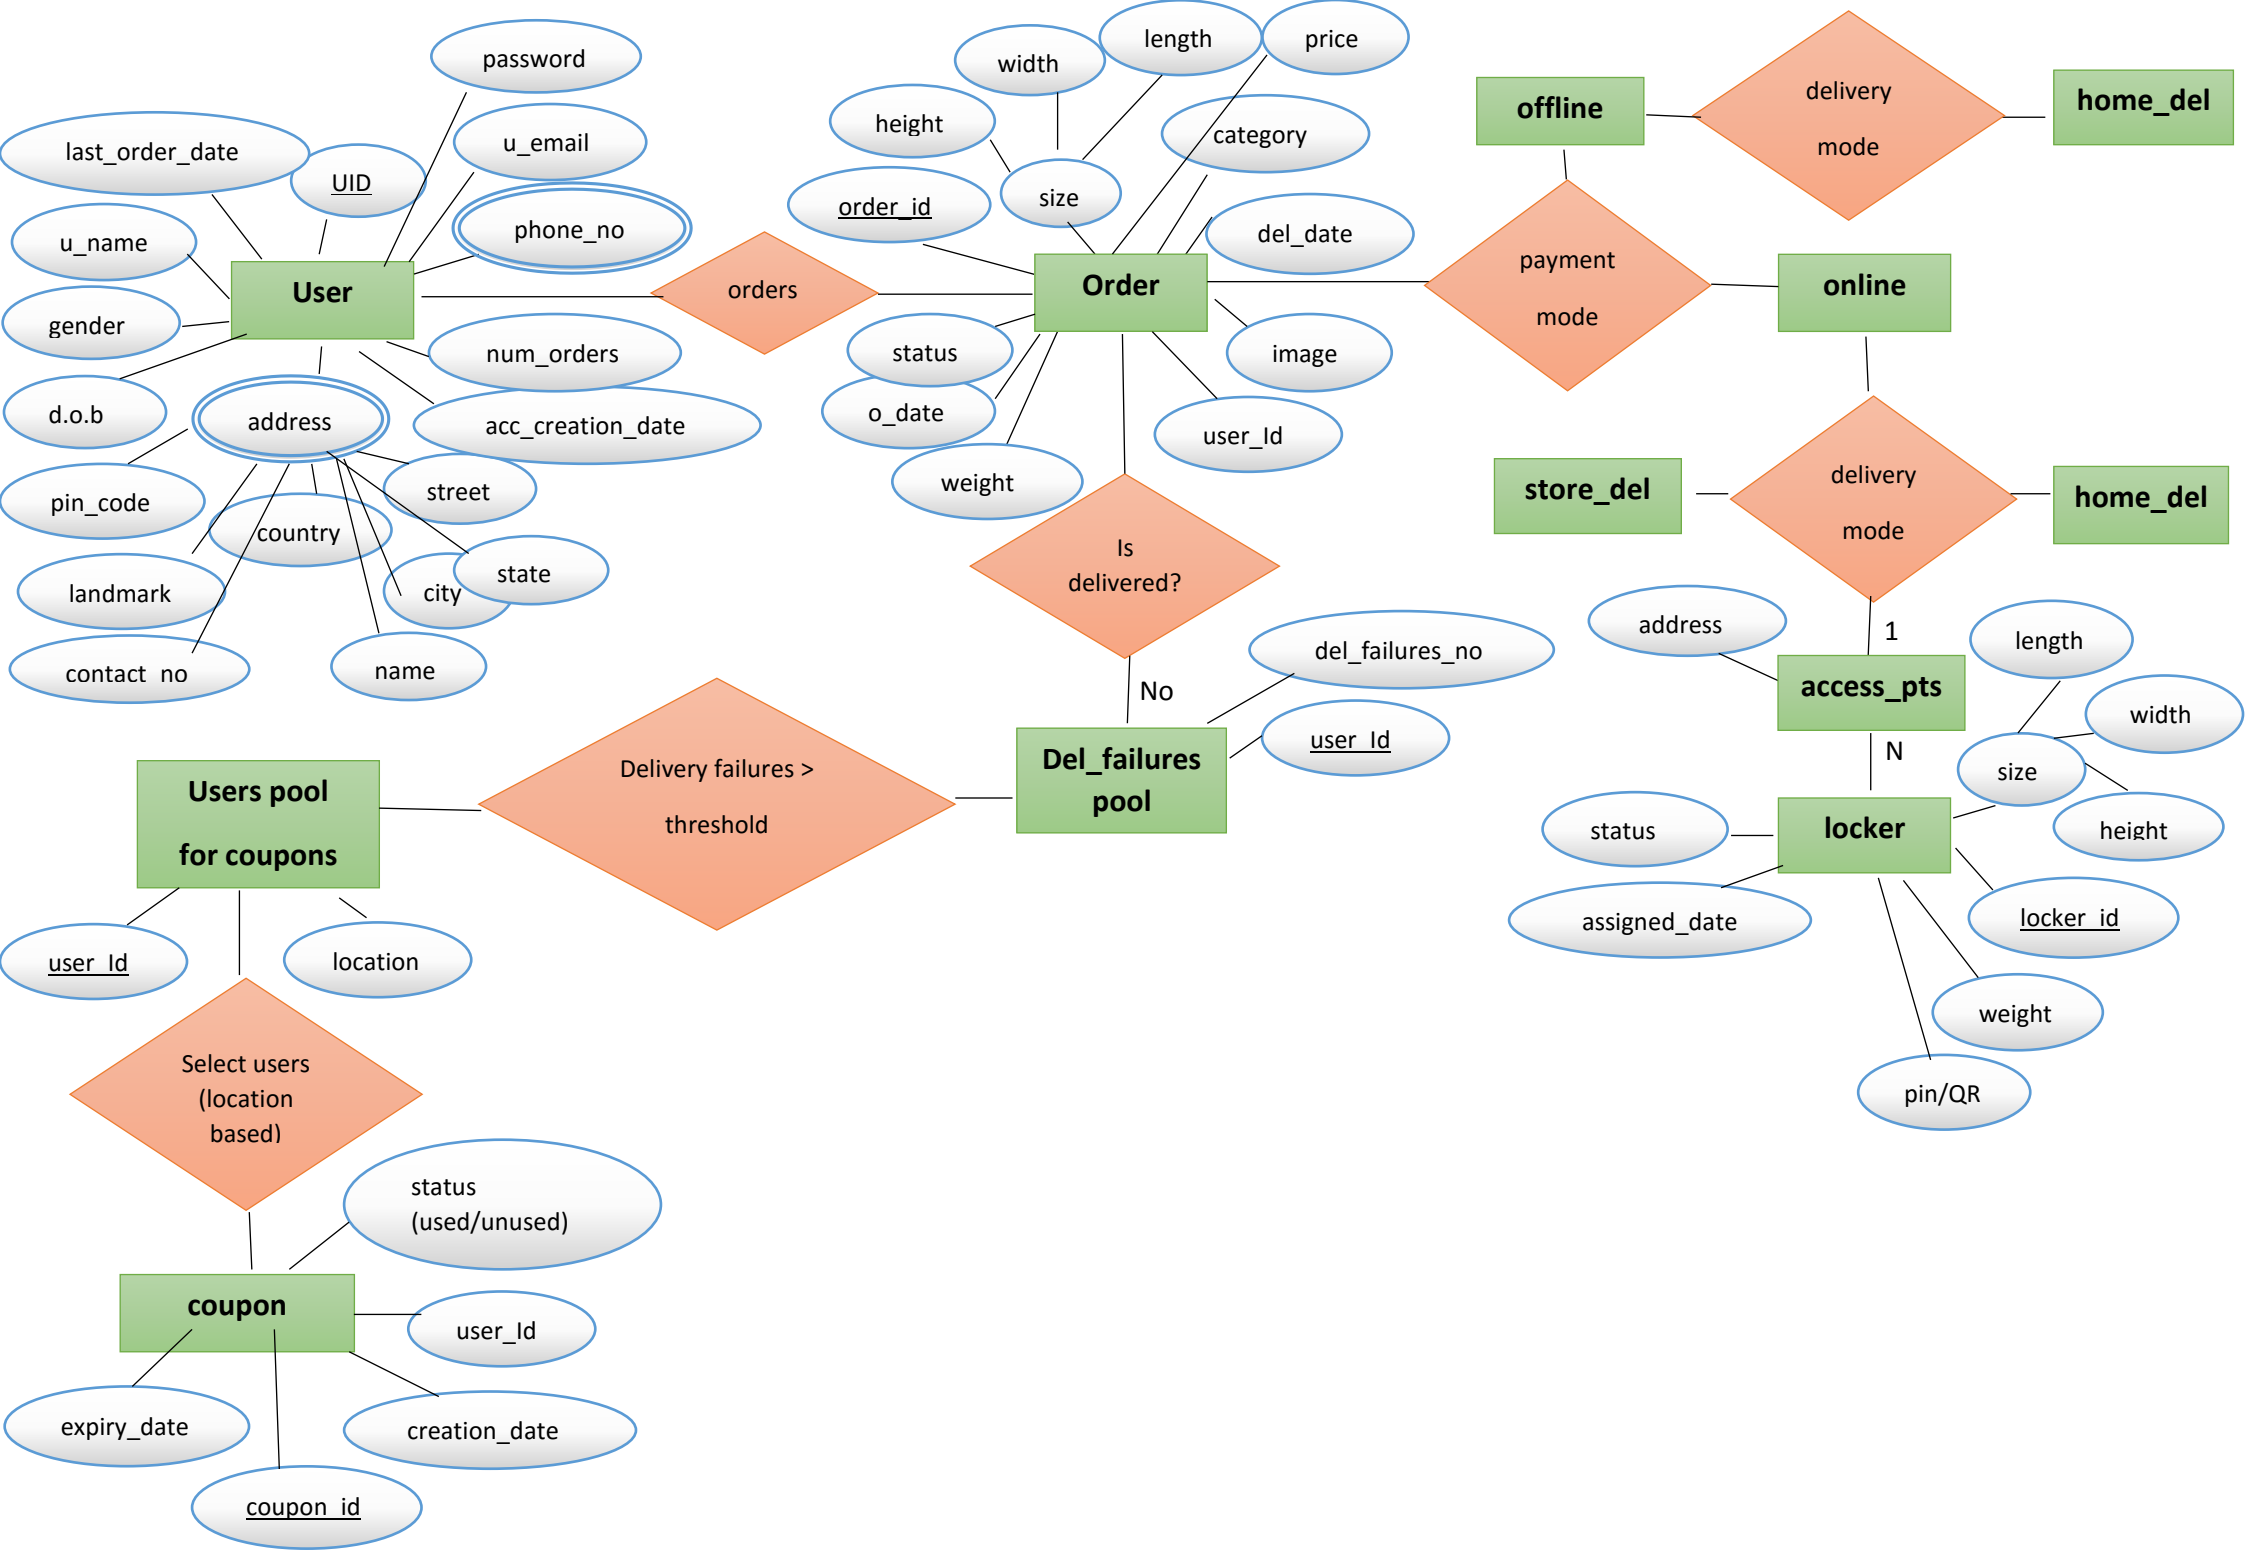 password
u_email
last_order_date
UID
phone_no
u_name
User
gender
num_orders
d.o.b
address
acc_creation_date
pin_code
street
country
landmark
city
state
contact_no
name
orders
width
length
price
height
category
order_id
size
del_date
Order
status
image
o_date
user_Id
weight
Is
delivered?
No
offline
delivery
mode
home_del
payment
mode
online
store_del
delivery
mode
home_del
address
1
length
access_pts
width
N
size
status
locker
height
assigned_date
locker_id
weight
pin/QR
del_failures_no
user_Id
Del_failures
pool
Delivery failures >
threshold
Users pool
for coupons
user_Id
location
Select users
(location
based)
status
(used/unused)
coupon
user_Id
expiry_date
creation_date
coupon_id